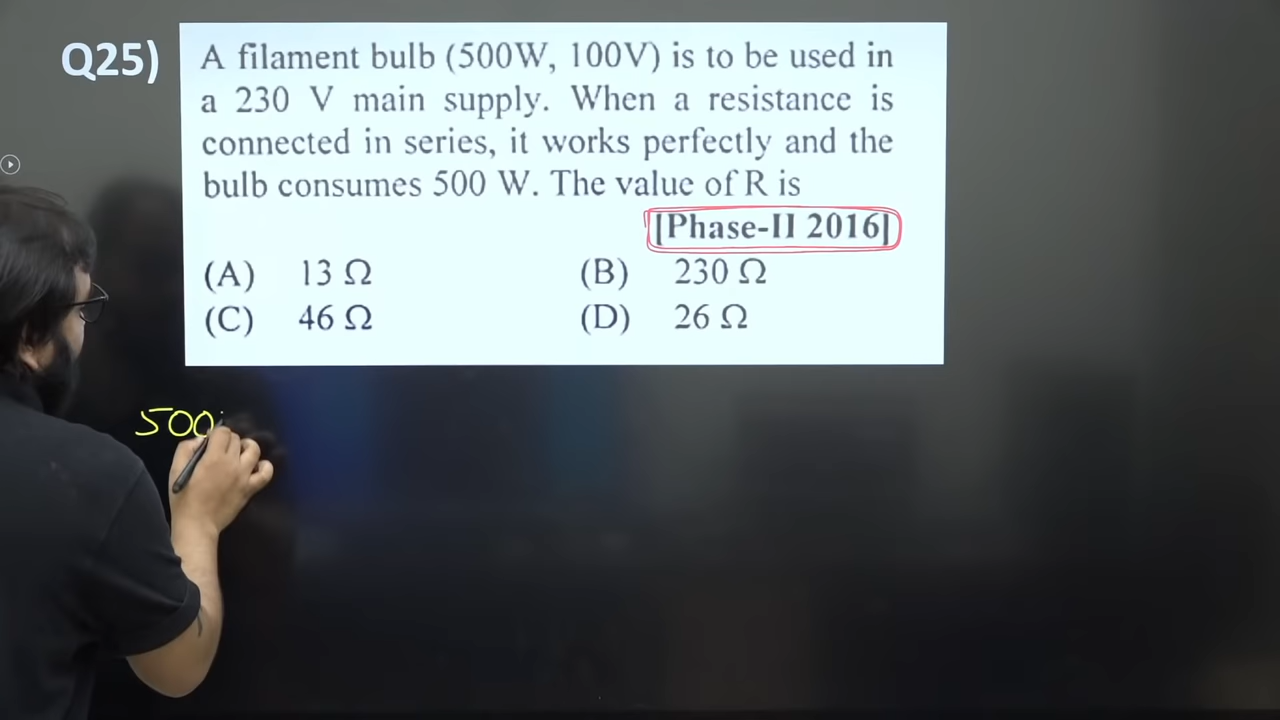 Q25) A filament bulb (500W, 100V) is to be used in
a 230 V main supply. When a resistance is
connected in series, it works perfectly and the
bulb consumes 500 W. The value of R is
[Phase-II 2016]
(A) 13 Ω (B) 230 Ω
(C) 46 Ω (D) 26 Ω
500